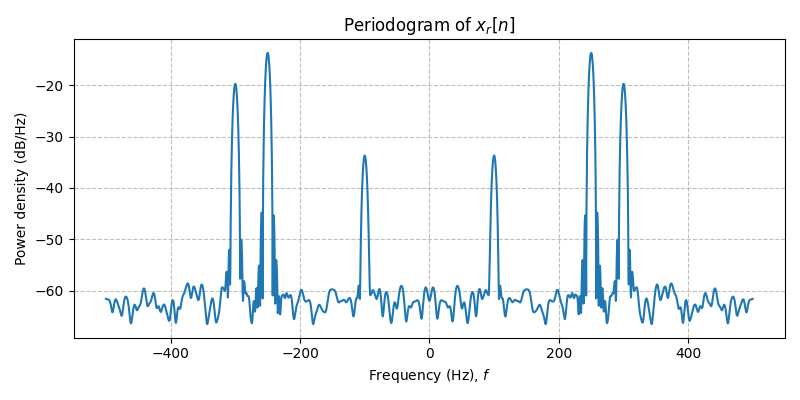 Periodogram of x_r[n]
Power density (dB/Hz)
−20
−30
−40
−50
−60
−400 −200 0 200 400
Frequency (Hz), f